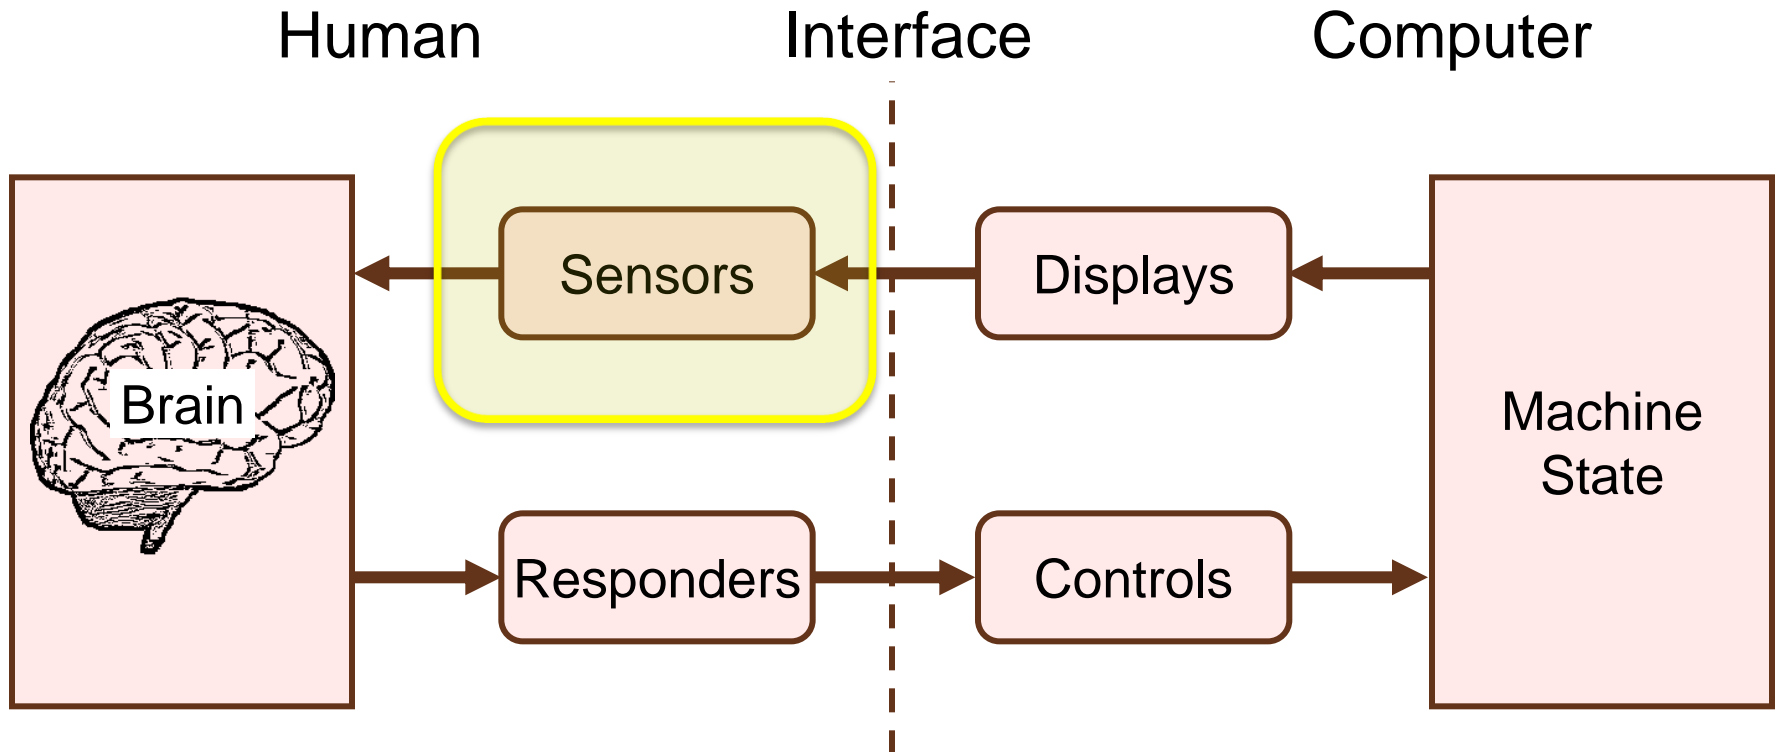 Human
Interface
Computer
Sensors
Displays
Brain
Machine
State
Responders
Controls